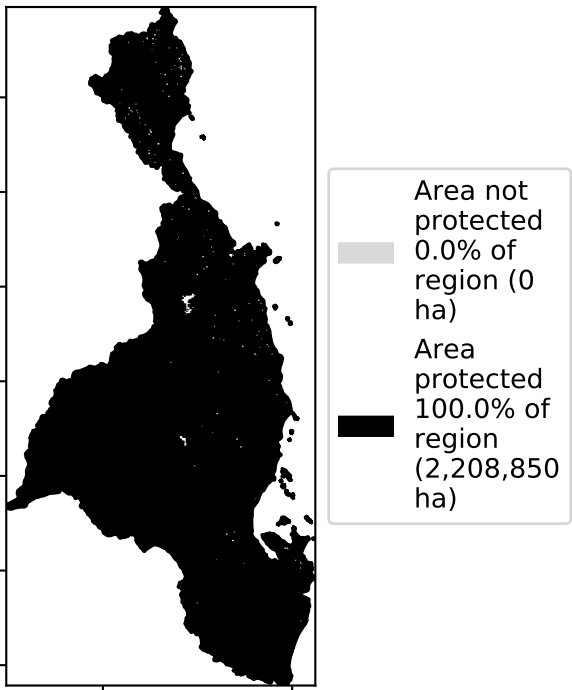 Area not
protected
0.0% of
region (0
ha)
Area
protected
100.0% of
region
(2,208,850
ha)